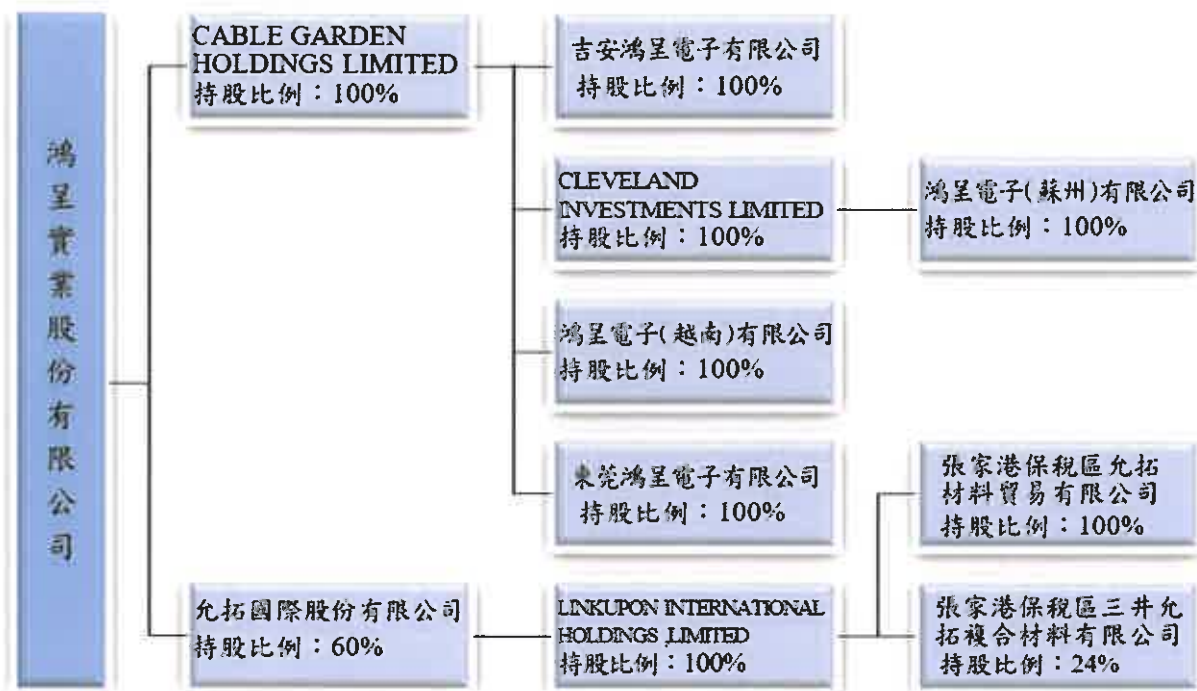 鴻呈實業股份有限公司
CABLE GARDEN
HOLDINGS LIMITED
持股比例：100%
吉安鴻呈電子有限公司
持股比例：100%
CLEVELAND
INVESTMENTS LIMITED
持股比例：100%
鴻呈電子(蘇州)有限公司
持股比例：100%
鴻呈電子(越南)有限公司
持股比例：100%
東莞鴻呈電子有限公司
持股比例：100%
允拓國際股份有限公司
持股比例：60%
LINKUPON INTERNATIONAL
HOLDINGS LIMITED
持股比例：100%
張家港保稅區允拓
材料貿易有限公司
持股比例：100%
張家港保稅區三井允
拓複合材料有限公司
持股比例：24%